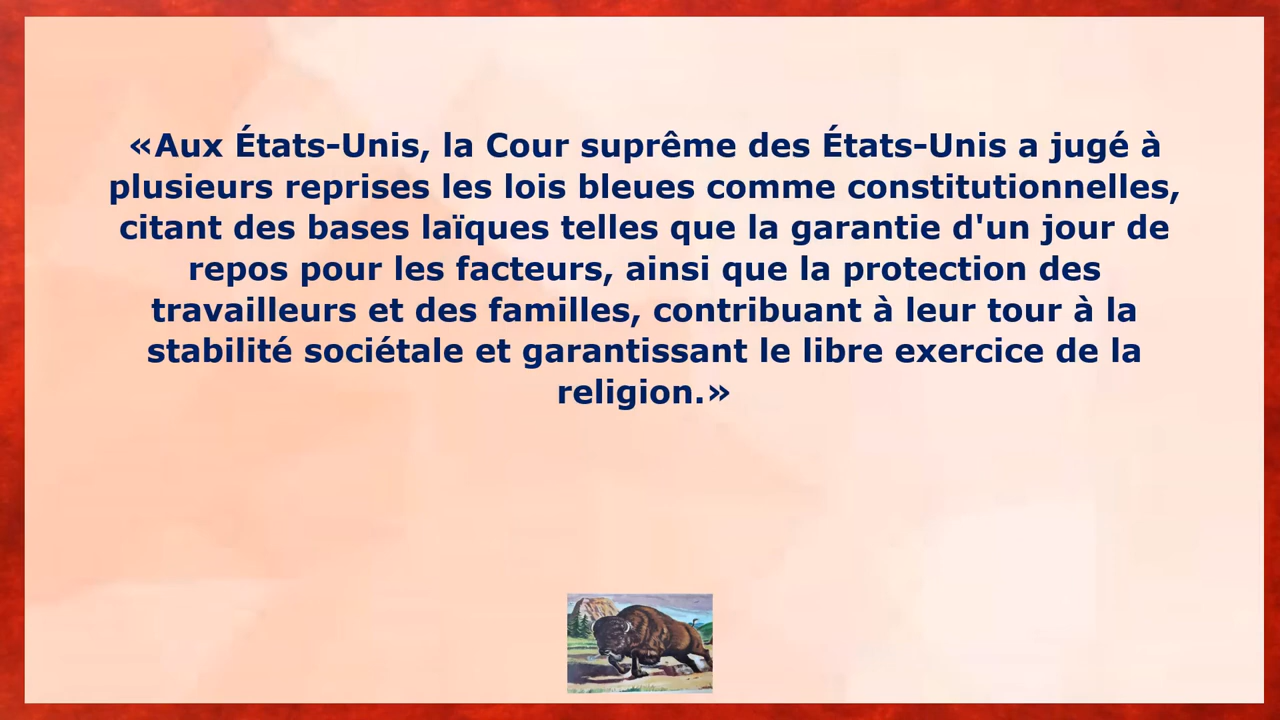 «Aux États-Unis, la Cour suprême des États-Unis a jugé à
plusieurs reprises les lois bleues comme constitutionnelles,
citant des bases laïques telles que la garantie d'un jour de
repos pour les facteurs, ainsi que la protection des
travailleurs et des familles, contribuant à leur tour à la
stabilité sociétale et garantissant le libre exercice de la
religion.»